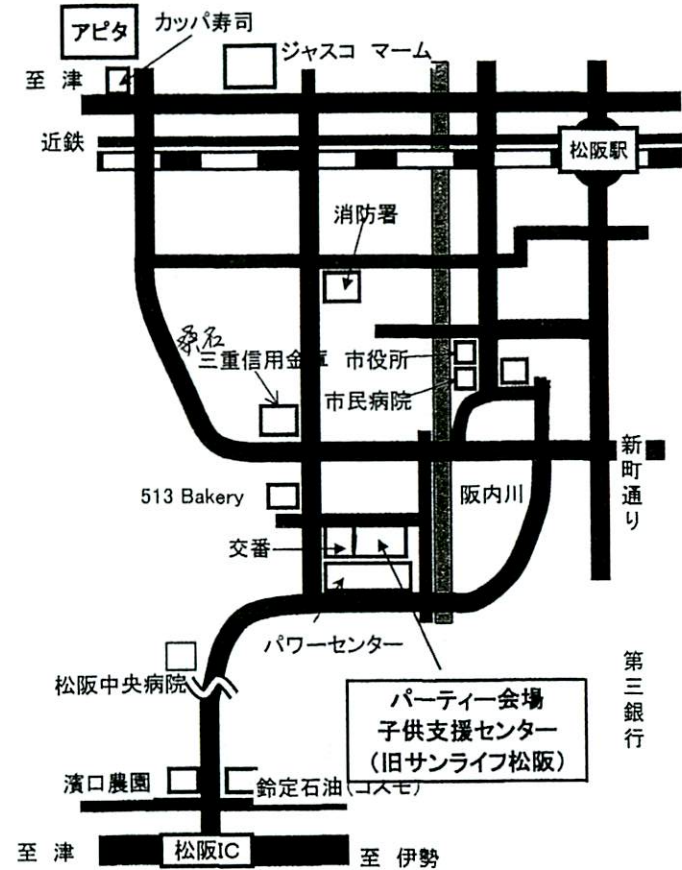 アピタ
カッパ寿司
ジャスコ マーム
至 津
近鉄
松阪駅
消防署
桑名
三重信用金庫
市役所
市民病院
新町通り
513 Bakery
阪内川
交番
パワーセンター
松阪中央病院
パーティー会場
子供支援センター
(旧サンライフ松阪)
第三銀行
濱口農園
鈴定石油(コスモ)
至 津
松阪IC
至 伊勢